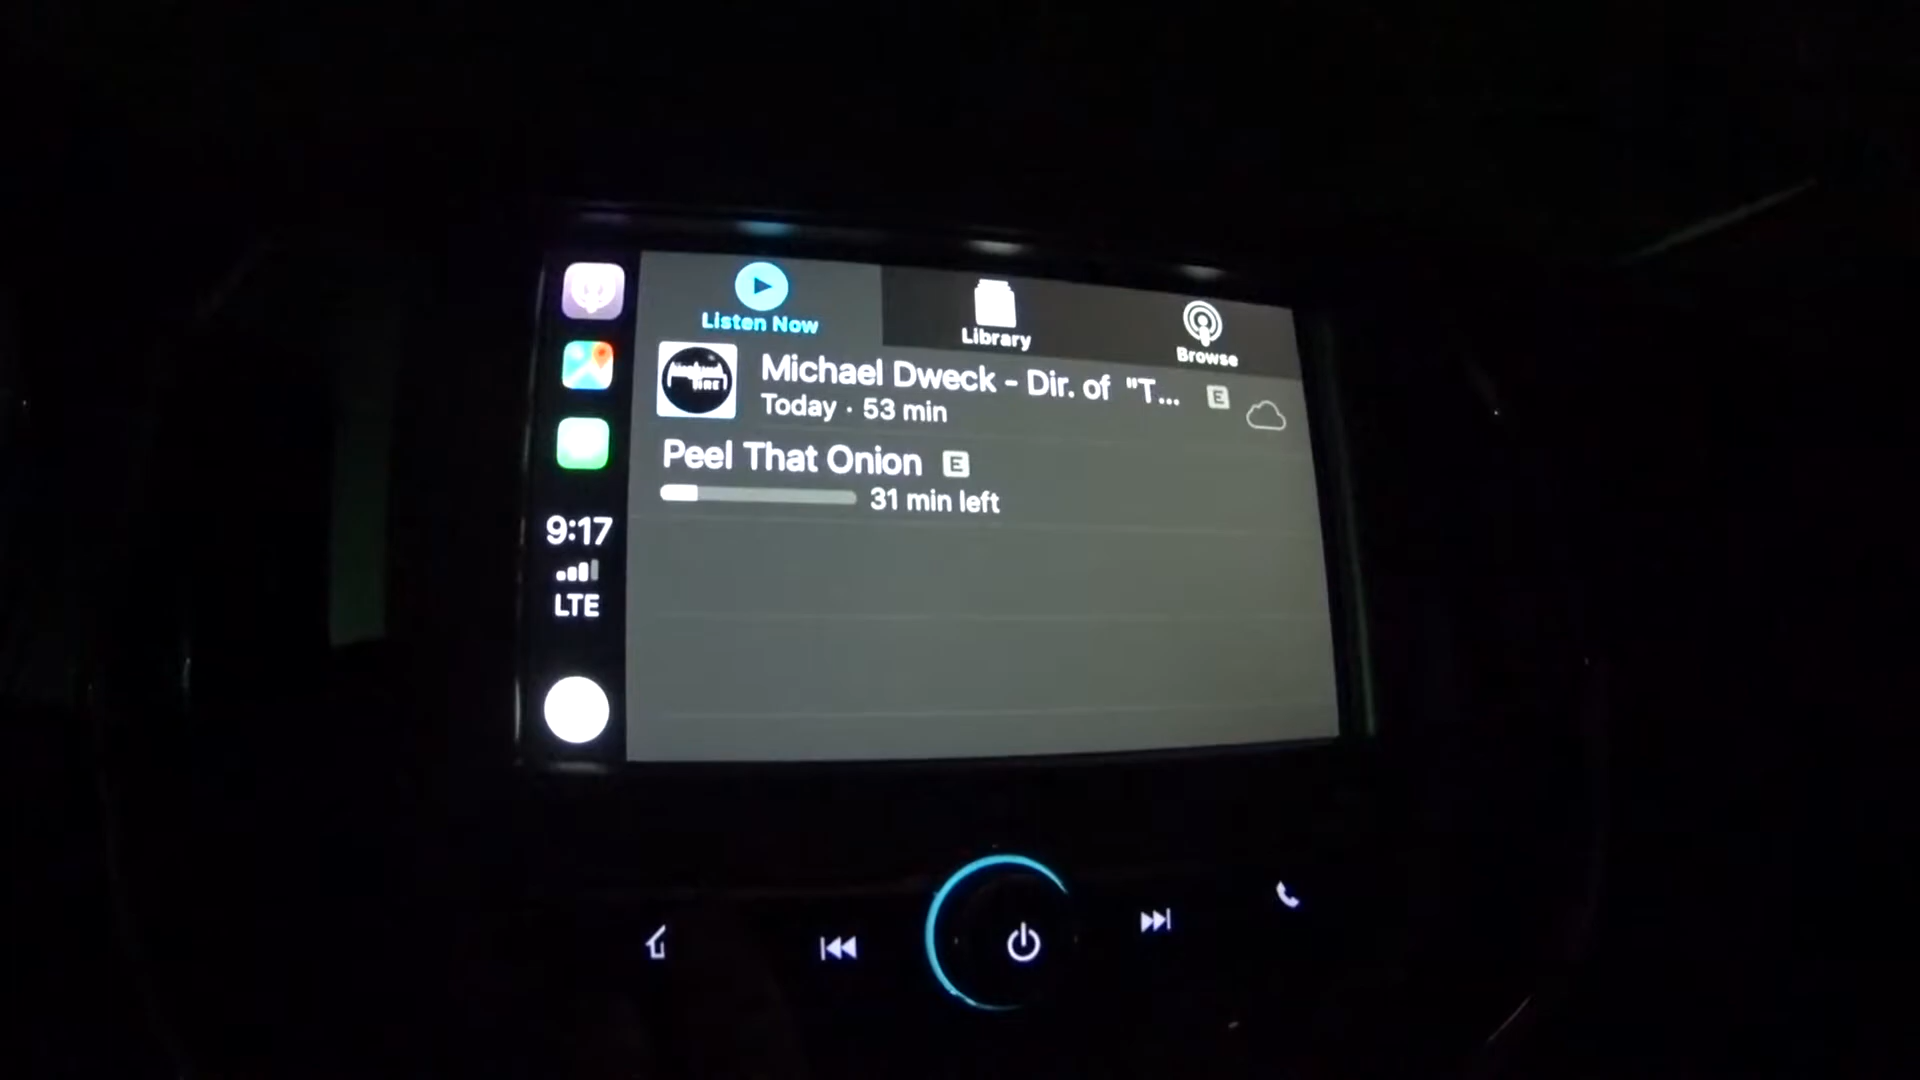 Listen Now
Library
Browse
Michael Dweck - Dir. of "T...
E
Today · 53 min
Peel That Onion E
31 min left
9:17
LTE